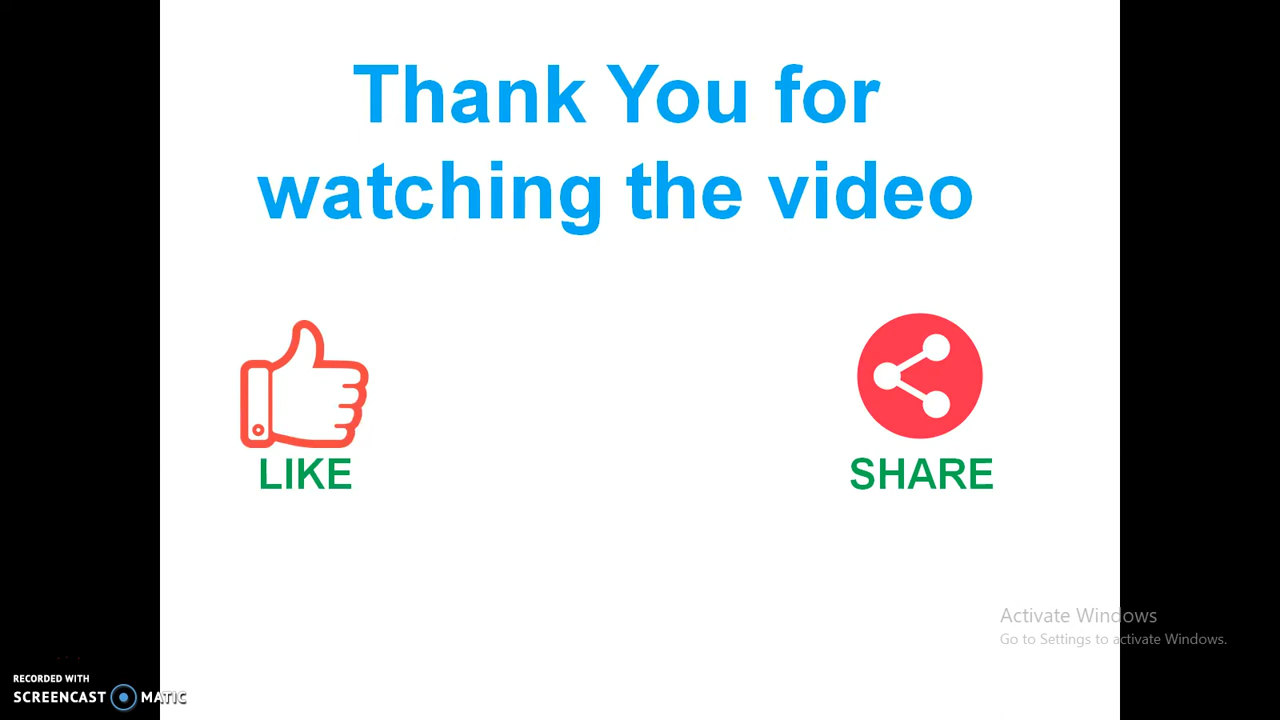 Thank You for
watching the video
LIKE
SHARE
Activate Windows
Go to Settings to activate Windows.
RECORDED WITH
SCREENCAST MATIC